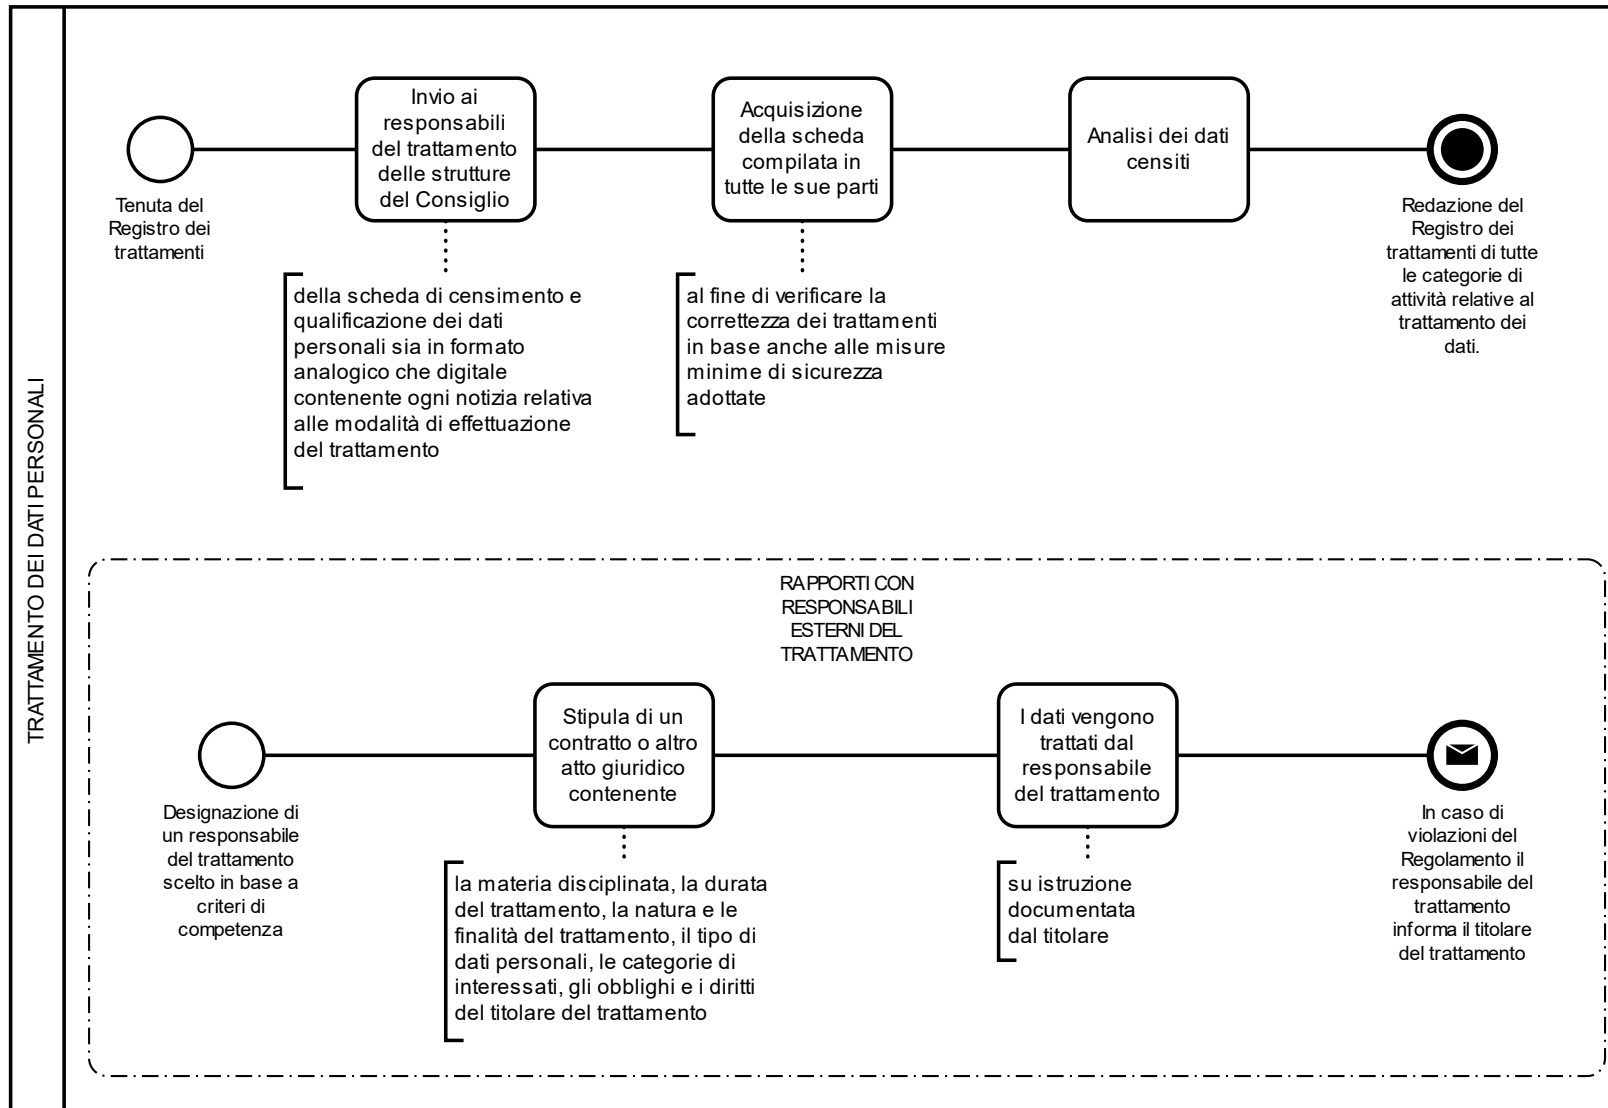 TRATTAMENTO DEI DATI PERSONALI
Tenuta del
Registro dei
trattamenti
Invio ai
responsabili
del trattamento
delle strutture
del Consiglio
della scheda di censimento e
qualificazione dei dati
personali sia in formato
analogico che digitale
contenente ogni notizia relativa
alle modalità di effettuazione
del trattamento
Acquisizione
della scheda
compilata in
tutte le sue parti
al fine di verificare la
correttezza dei trattamenti
in base anche alle misure
minime di sicurezza
adottate
Analisi dei dati
censiti
Redazione del
Registro dei
trattamenti di tutte
le categorie di
attività relative al
trattamento dei
dati.
RAPPORTI CON
RESPONSABILI
ESTERNI DEL
TRATTAMENTO
Designazione di
un responsabile
del trattamento
scelto in base a
criteri di
competenza
Stipula di un
contratto o altro
atto giuridico
contenente
la materia disciplinata, la durata
del trattamento, la natura e le
finalità del trattamento, il tipo di
dati personali, le categorie di
interessati, gli obblighi e i diritti
del titolare del trattamento
I dati vengono
trattati dal
responsabile
del trattamento
su istruzione
documentata
dal titolare
In caso di
violazioni del
Regolamento il
responsabile del
trattamento
informa il titolare
del trattamento